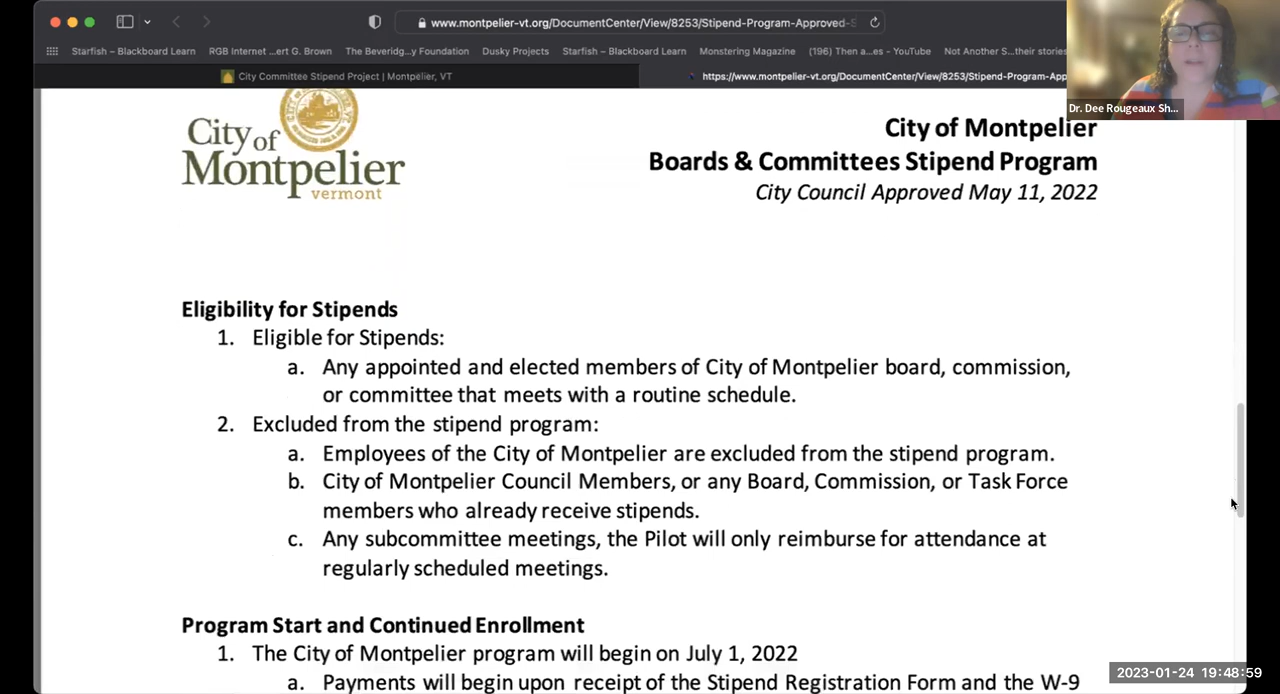 www.montpelier-vt.org/DocumentCenter/View/8253/Stipend-Program-Approved-S
Starfish – Blackboard Learn RGB Internet ...ert G. Brown The Beveridg...y Foundation Dusky Projects Starfish – Blackboard Learn Monstering Magazine (196) Then a...es - YouTube Not Another S...their stories
City Committee Stipend Project | Montpelier, VT https://www.montpelier-vt.org/DocumentCenter/View/8253/Stipend-Program-App
Dr. Dee Rougeaux Sh...
City of
Montpelier
vermont
City of Montpelier
Boards & Committees Stipend Program
City Council Approved May 11, 2022
Eligibility for Stipends
1. Eligible for Stipends:
a. Any appointed and elected members of City of Montpelier board, commission,
or committee that meets with a routine schedule.
2. Excluded from the stipend program:
a. Employees of the City of Montpelier are excluded from the stipend program.
b. City of Montpelier Council Members, or any Board, Commission, or Task Force
members who already receive stipends.
c. Any subcommittee meetings, the Pilot will only reimburse for attendance at
regularly scheduled meetings.
Program Start and Continued Enrollment
1. The City of Montpelier program will begin on July 1, 2022
a. Payments will begin upon receipt of the Stipend Registration Form and the W-9
2023-01-24 19:48:59